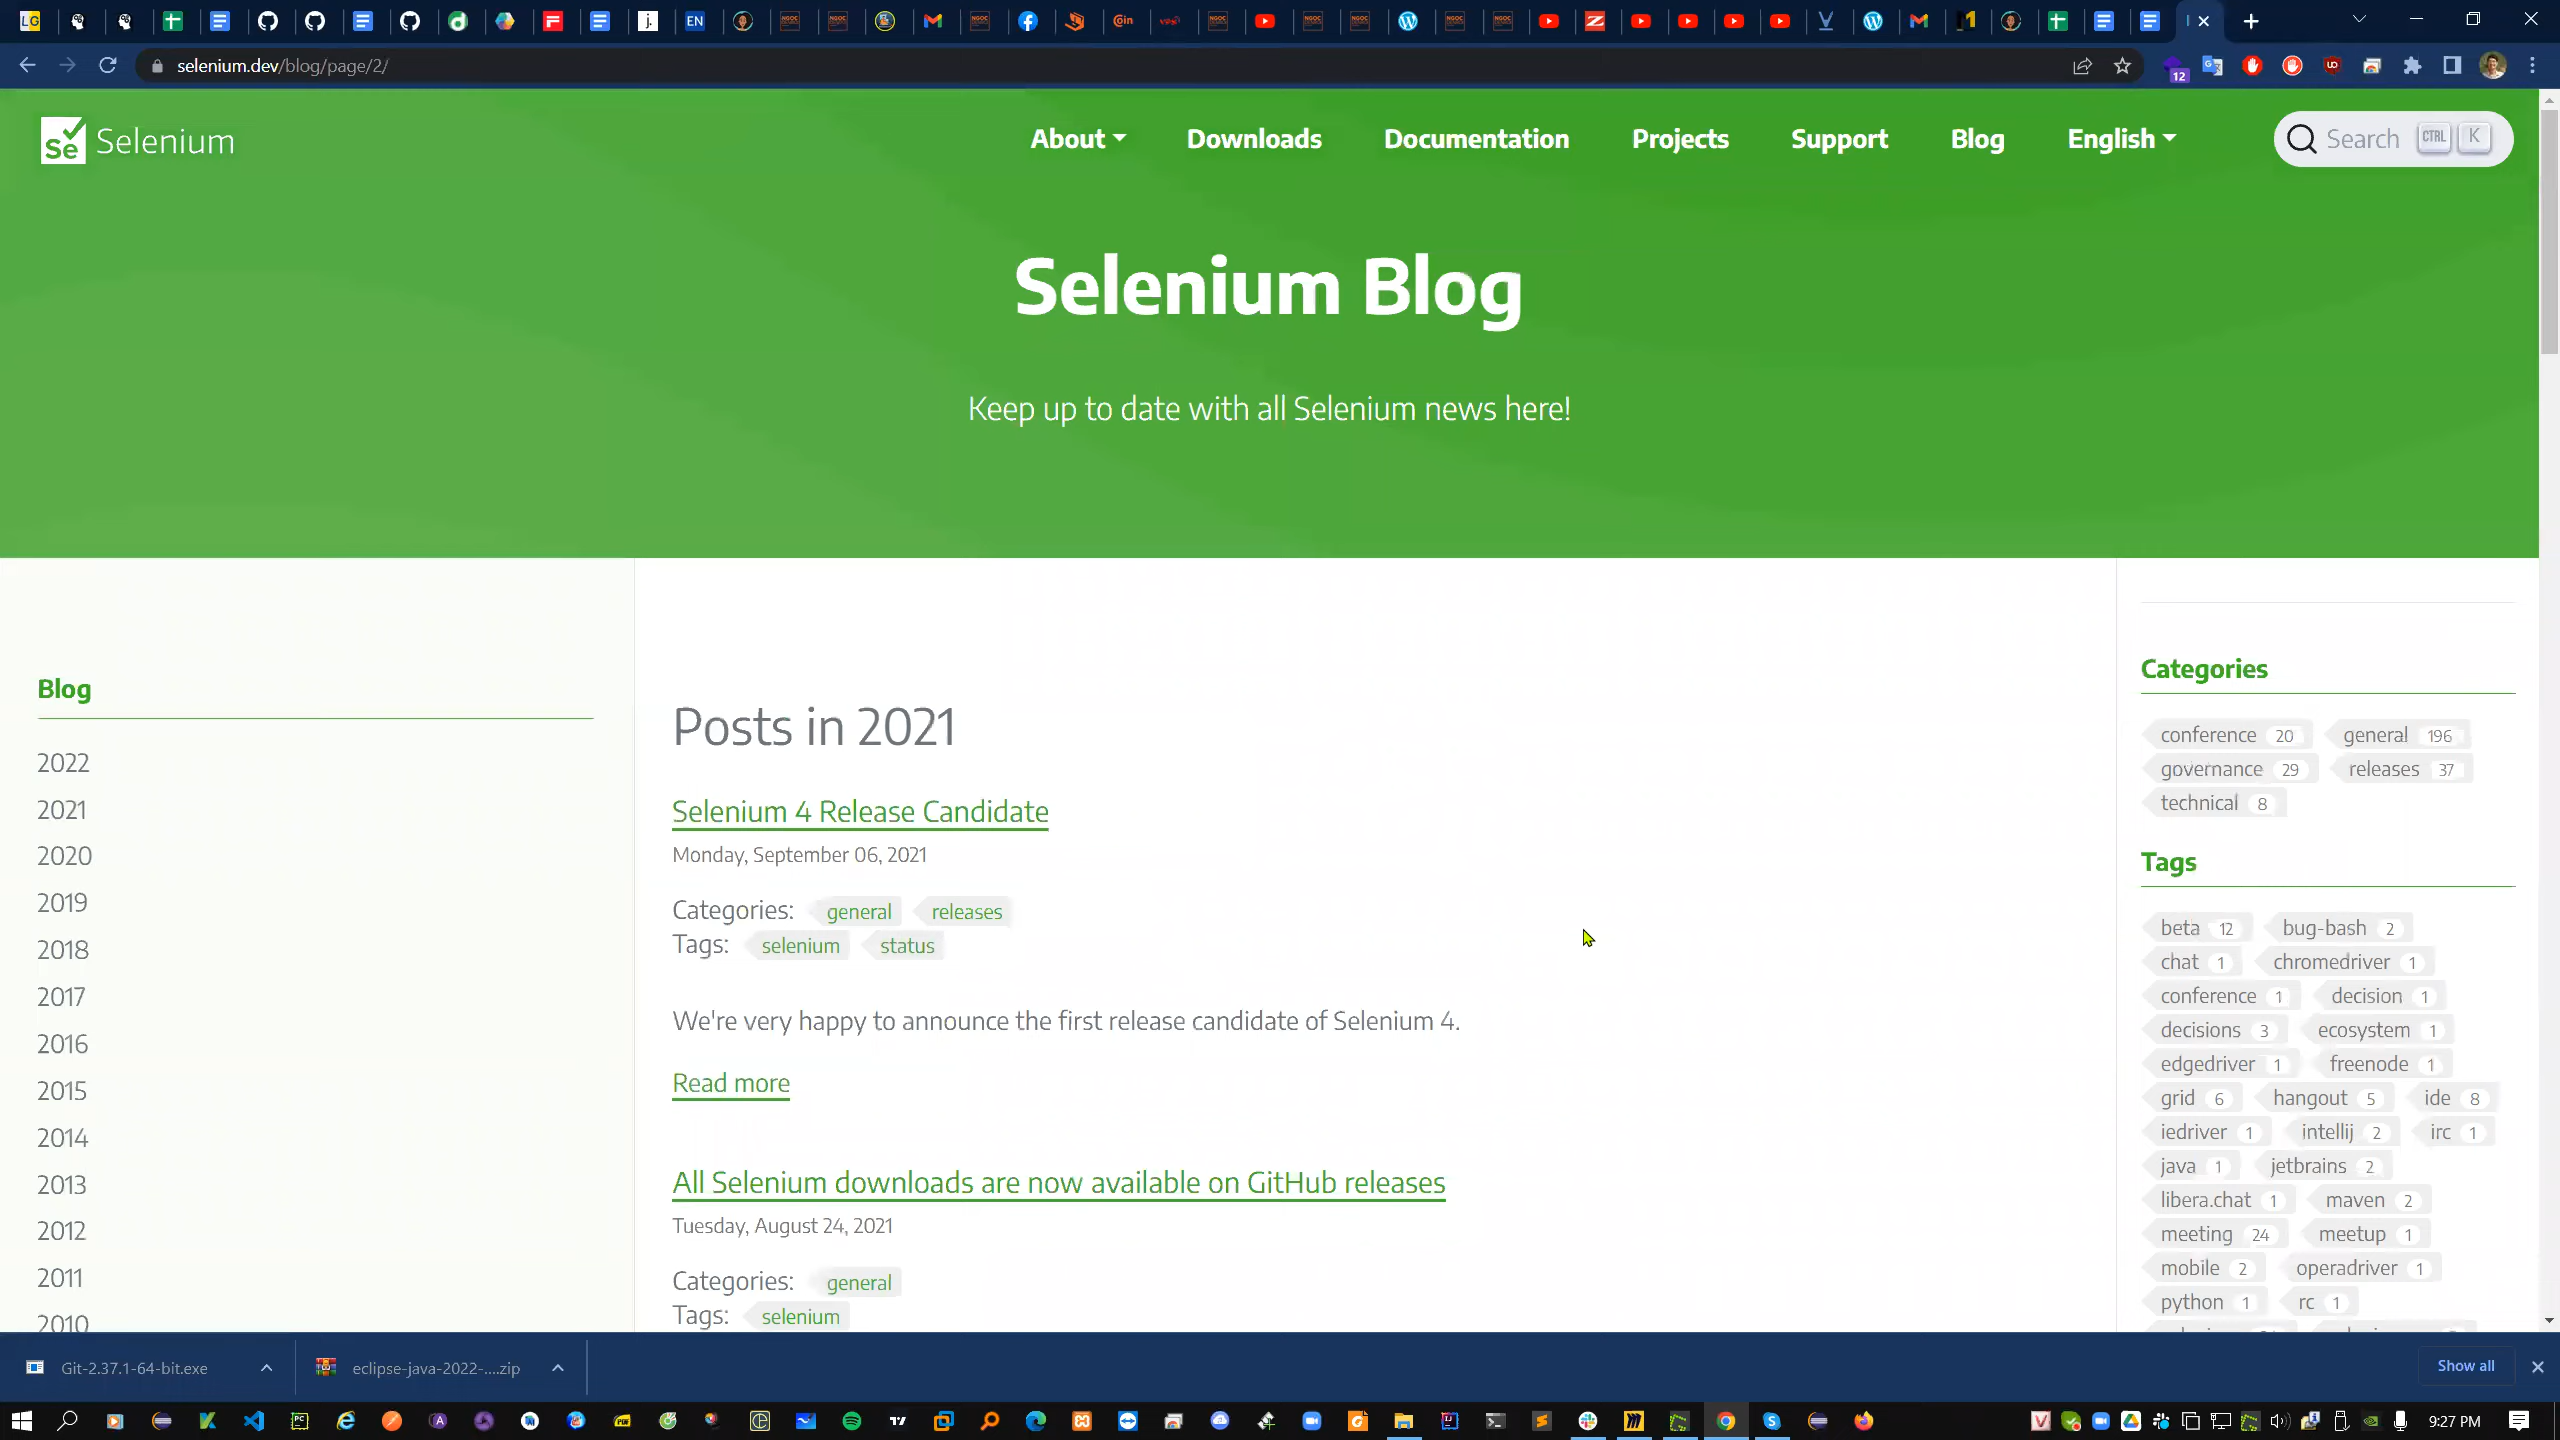 selenium.dev/blog/page/2/
12
Selenium
About
Downloads
Documentation
Projects
Support
Blog
English
Search CTRL K
Selenium Blog
Keep up to date with all Selenium news here!
Blog
2022
2021
2020
2019
2018
2017
2016
2015
2014
2013
2012
2011
2010
Posts in 2021
Selenium 4 Release Candidate
Monday, September 06, 2021
Categories: general releases
Tags: selenium status
We're very happy to announce the first release candidate of Selenium 4.
Read more
All Selenium downloads are now available on GitHub releases
Tuesday, August 24, 2021
Categories: general
Tags: selenium
Categories
conference 20 general 196
governance 29 releases 37
technical 8
Tags
beta 12 bug-bash 2
chat 1 chromedriver 1
conference 1 decision 1
decisions 3 ecosystem 1
edgedriver 1 freenode 1
grid 6 hangout 5 ide 8
iedriver 1 intellij 2 irc 1
java 1 jetbrains 2
libera.chat 1 maven 2
meeting 24 meetup 1
mobile 2 operadriver 1
python 1 rc 1
Git-2.37.1-64-bit.exe
eclipse-java-2022-....zip
Show all
9:27 PM